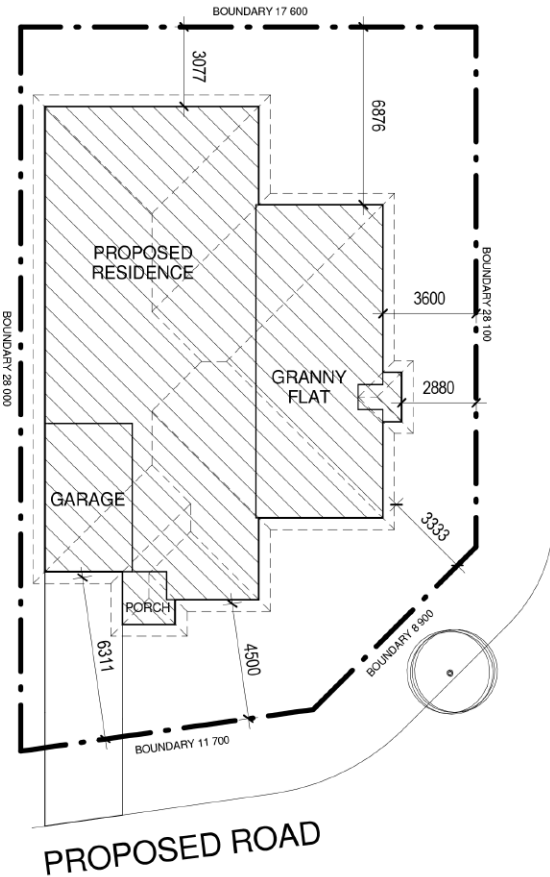 BOUNDARY 17 600
3077
6876
PROPOSED
RESIDENCE
BOUNDARY 28 100
3600
BOUNDARY 28 000
GRANNY
FLAT
2880
GARAGE
3333
PORCH
6311
4500
BOUNDARY 8 900
BOUNDARY 11 700
PROPOSED ROAD